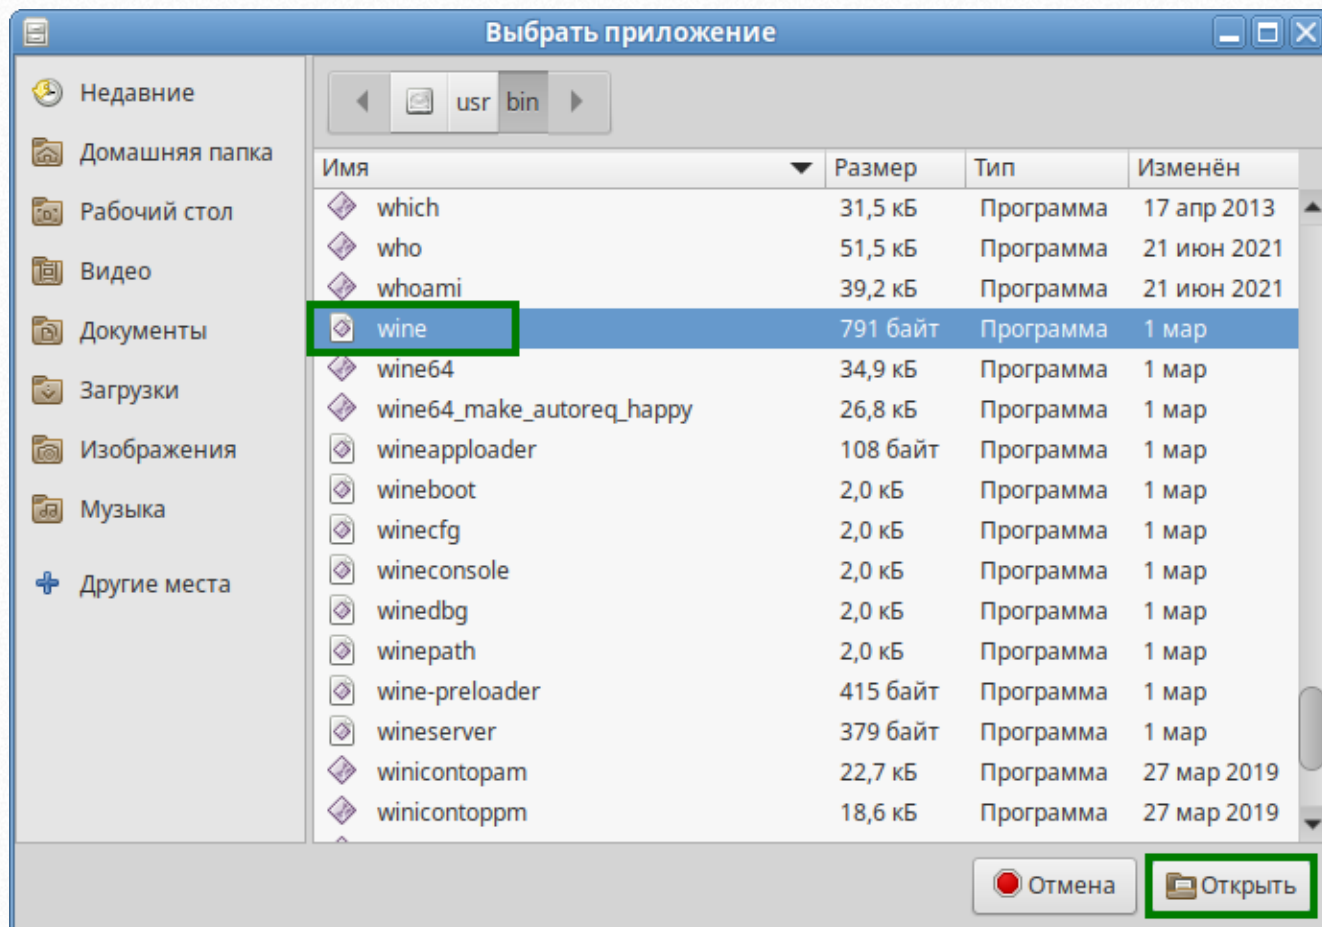 Выбрать приложение
Недавние
Домашняя папка
Рабочий стол
Видео
Документы
Загрузки
Изображения
Музыка
Другие места
usr bin
Имя Размер Тип Изменён
which 31,5 кБ Программа 17 апр 2013
who 51,5 кБ Программа 21 июн 2021
whoami 39,2 кБ Программа 21 июн 2021
wine 791 байт Программа 1 мар
wine64 34,9 кБ Программа 1 мар
wine64_make_autoreq_happy 26,8 кБ Программа 1 мар
wineapploader 108 байт Программа 1 мар
wineboot 2,0 кБ Программа 1 мар
winecfg 2,0 кБ Программа 1 мар
wineconsole 2,0 кБ Программа 1 мар
winedbg 2,0 кБ Программа 1 мар
winepath 2,0 кБ Программа 1 мар
wine-preloader 415 байт Программа 1 мар
wineserver 379 байт Программа 1 мар
winicontopam 22,7 кБ Программа 27 мар 2019
winicontoppm 18,6 кБ Программа 27 мар 2019
Отмена Открыть